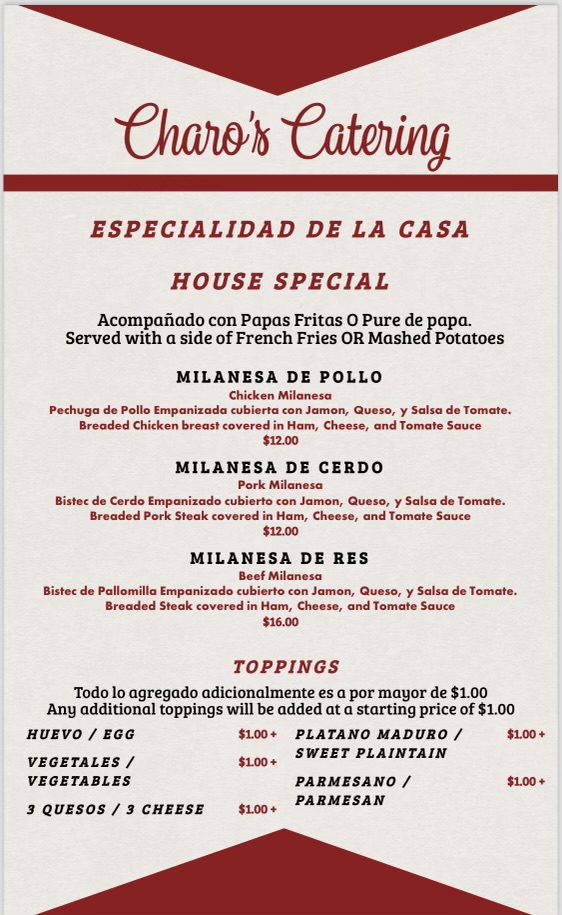 Charo's Catering
ESPECIALIDAD DE LA CASA
HOUSE SPECIAL
Acompañado con Papas Fritas O Pure de papa.
Served with a side of French Fries OR Mashed Potatoes
MILANESA DE POLLO
Chicken Milanesa
Pechuga de Pollo Empanizada cubierta con Jamon, Queso, y Salsa de Tomate.
Breaded Chicken breast covered in Ham, Cheese, and Tomate Sauce
$12.00
MILANESA DE CERDO
Pork Milanesa
Bistec de Cerdo Empanizado cubierto con Jamon, Queso, y Salsa de Tomate.
Breaded Pork Steak covered in Ham, Cheese, and Tomato Sauce
$12.00
MILANESA DE RES
Beef Milanesa
Bistec de Pallomilla Empanizado cubierto con Jamon, Queso, y Salsa de Tomate.
Breaded Steak covered in Ham, Cheese, and Tomato Sauce
$16.00
TOPPINGS
Todo lo agregado adicionalmente es a por mayor de $1.00
Any additional toppings will be added at a starting price of $1.00
HUEVO / EGG $1.00 +
VEGETALES / $1.00 +
VEGETABLES
3 QUESOS / 3 CHEESE $1.00 +
PLATANO MADURO / $1.00 +
SWEET PLAINTAIN
PARMESANO / $1.00 +
PARMESAN